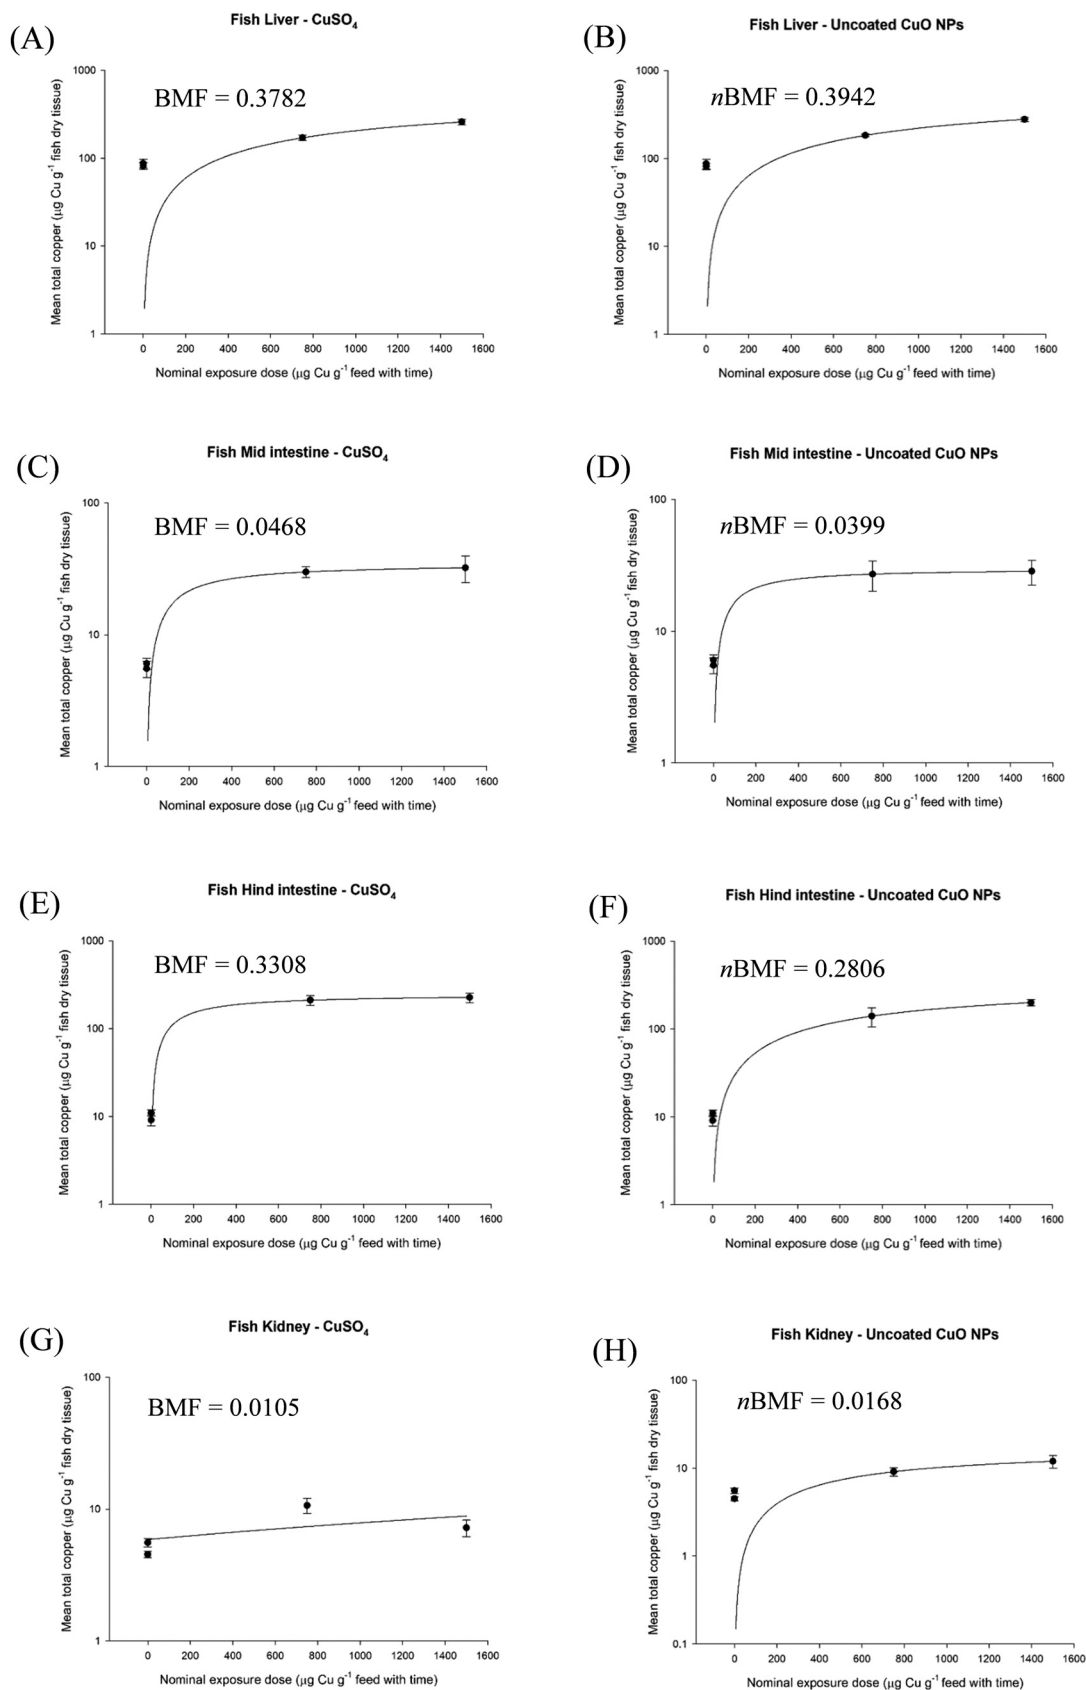 (A)
Fish Liver - CuSO4
BMF = 0.3782
Mean total copper (µg Cu g-1 fish dry tissue)
1000
100
10
1
0 200 400 600 800 1000 1200 1400 1600
Nominal exposure dose (µg Cu g-1 feed with time)
(B)
Fish Liver - Uncoated CuO NPs
nBMF = 0.3942
Mean total copper (µg Cu g-1 fish dry tissue)
1000
100
10
1
0 200 400 600 800 1000 1200 1400 1600
Nominal exposure dose (µg Cu g-1 feed with time)
(C)
Fish Mid intestine - CuSO4
BMF = 0.0468
Mean total copper (µg Cu g-1 fish dry tissue)
100
10
1
0 200 400 600 800 1000 1200 1400 1600
Nominal exposure dose (µg Cu g-1 feed with time)
(D)
Fish Mid intestine - Uncoated CuO NPs
nBMF = 0.0399
Mean total copper (µg Cu g-1 fish dry tissue)
100
10
1
0 200 400 600 800 1000 1200 1400 1600
Nominal exposure dose (µg Cu g-1 feed with time)
(E)
Fish Hind intestine - CuSO4
BMF = 0.3308
Mean total copper (µg Cu g-1 fish dry tissue)
1000
100
10
1
0 200 400 600 800 1000 1200 1400 1600
Nominal exposure dose (µg Cu g-1 feed with time)
(F)
Fish Hind intestine - Uncoated CuO NPs
nBMF = 0.2806
Mean total copper (µg Cu g-1 fish dry tissue)
1000
100
10
1
0 200 400 600 800 1000 1200 1400 1600
Nominal exposure dose (µg Cu g-1 feed with time)
(G)
Fish Kidney - CuSO4
BMF = 0.0105
Mean total copper (µg Cu g-1 fish dry tissue)
100
10
1
0 200 400 600 800 1000 1200 1400 1600
Nominal exposure dose (µg Cu g-1 feed with time)
(H)
Fish Kidney - Uncoated CuO NPs
nBMF = 0.0168
Mean total copper (µg Cu g-1 fish dry tissue)
100
10
1
0.1
0 200 400 600 800 1000 1200 1400 1600
Nominal exposure dose (µg Cu g-1 feed with time)